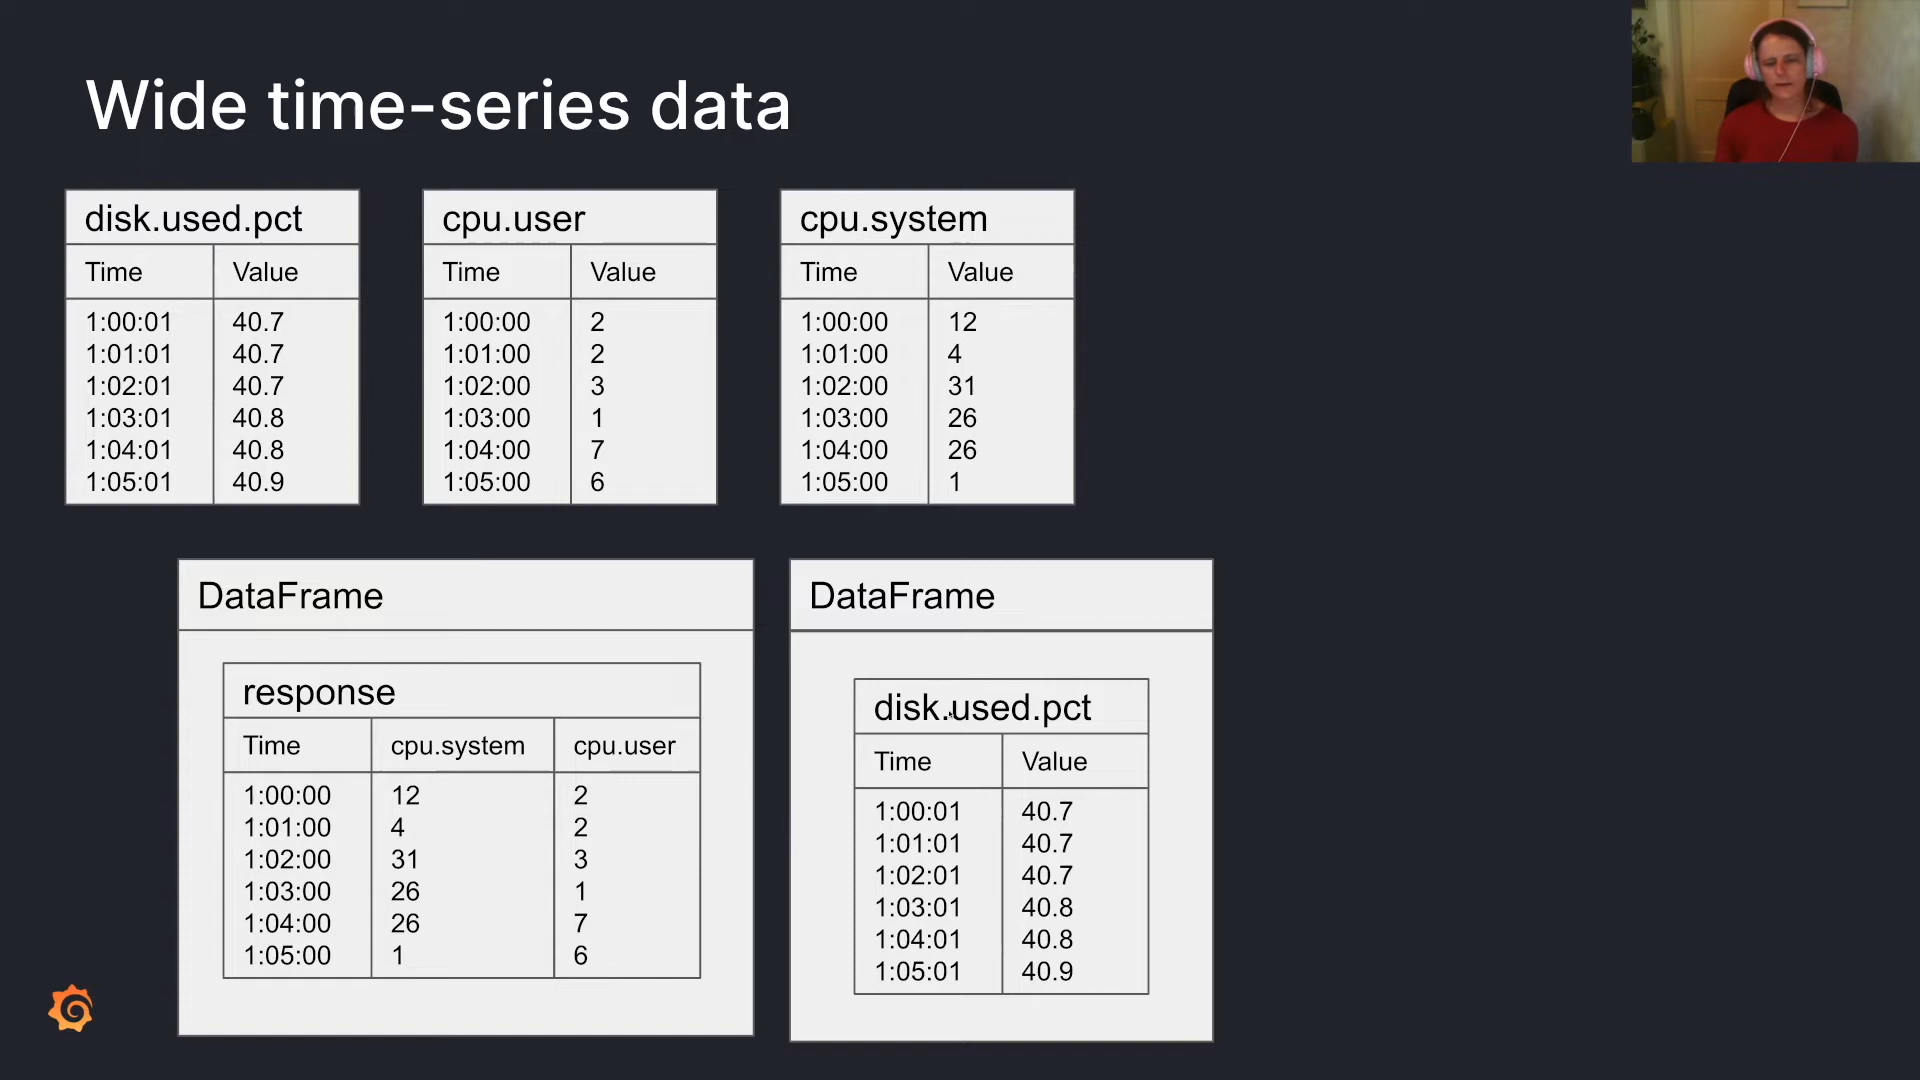 Wide time-series data
disk.used.pct
Time Value
1:00:01 40.7
1:01:01 40.7
1:02:01 40.7
1:03:01 40.8
1:04:01 40.8
1:05:01 40.9
cpu.user
Time Value
1:00:00 2
1:01:00 2
1:02:00 3
1:03:00 1
1:04:00 7
1:05:00 6
cpu.system
Time Value
1:00:00 12
1:01:00 4
1:02:00 31
1:03:00 26
1:04:00 26
1:05:00 1
DataFrame
response
Time cpu.system cpu.user
1:00:00 12 2
1:01:00 4 2
1:02:00 31 3
1:03:00 26 1
1:04:00 26 7
1:05:00 1 6
DataFrame
disk.used.pct
Time Value
1:00:01 40.7
1:01:01 40.7
1:02:01 40.7
1:03:01 40.8
1:04:01 40.8
1:05:01 40.9